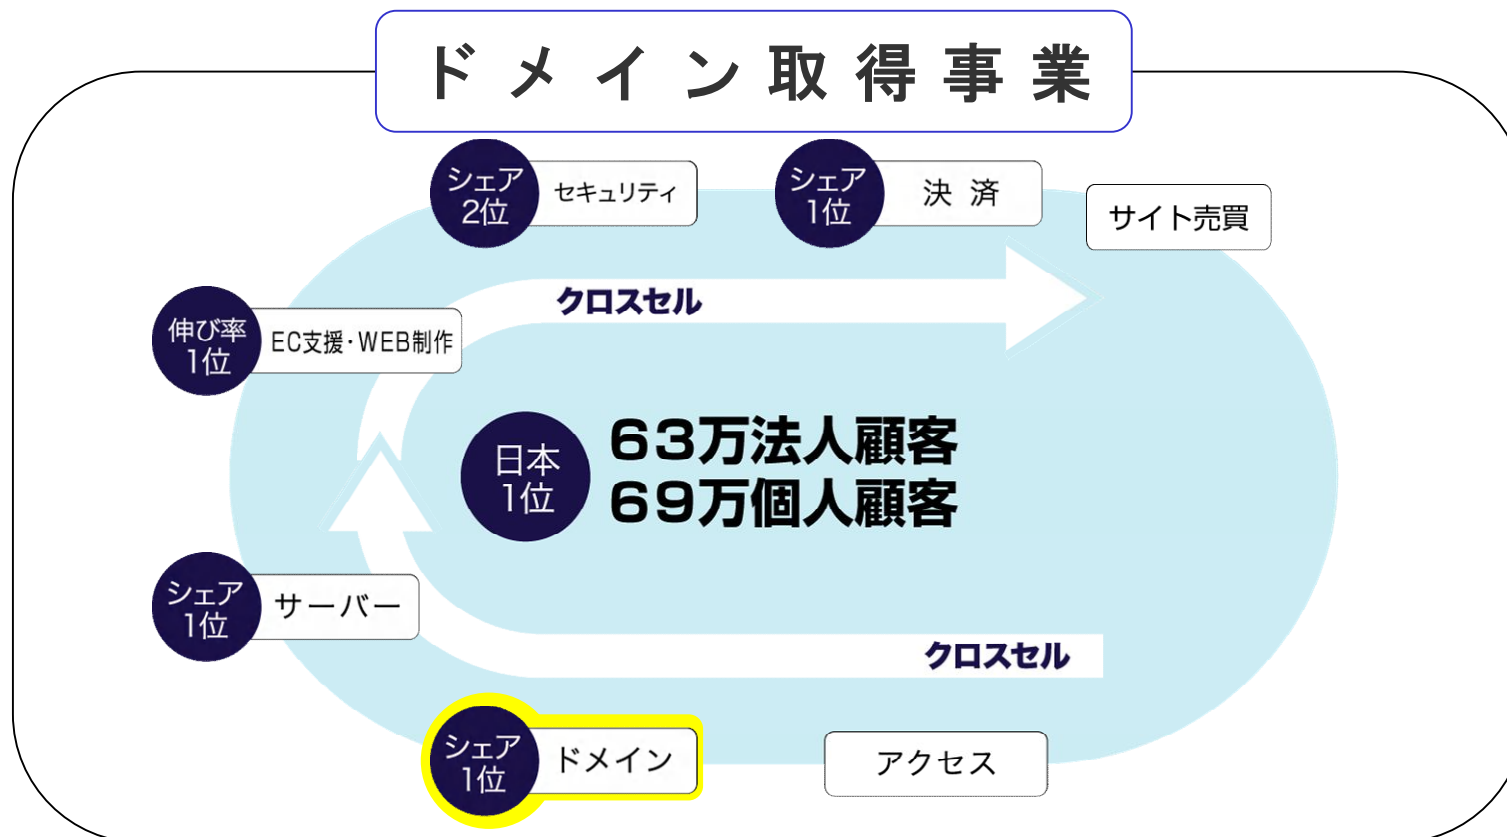 ドメイン取得事業
シェア
2位
セキュリティ
シェア
1位
決済
サイト売買
クロスセル
伸び率
1位
EC支援・WEB制作
日本
1位
63万法人顧客
69万個人顧客
シェア
1位
サーバー
クロスセル
シェア
1位
ドメイン
アクセス